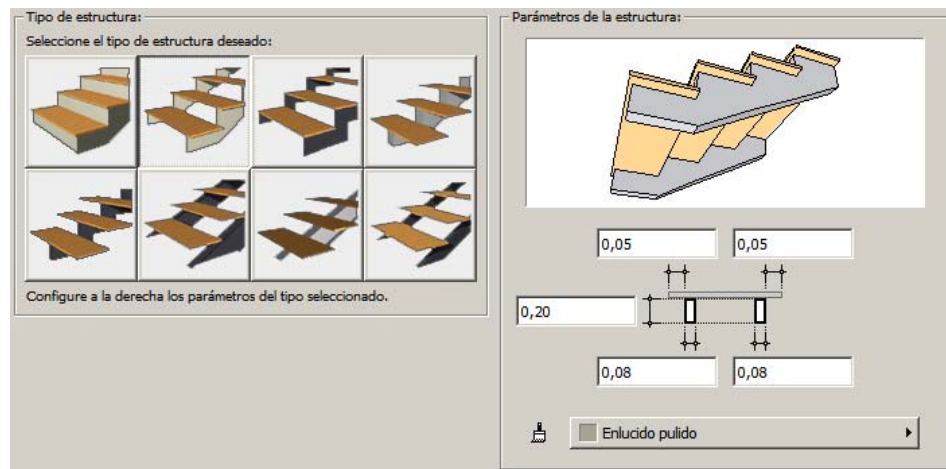 Tipo de estructura:
Seleccione el tipo de estructura deseado:
Configure a la derecha los parámetros del tipo seleccionado.
Parámetros de la estructura:
0,05
0,05
0,20
0,08
0,08
Enlucido pulido